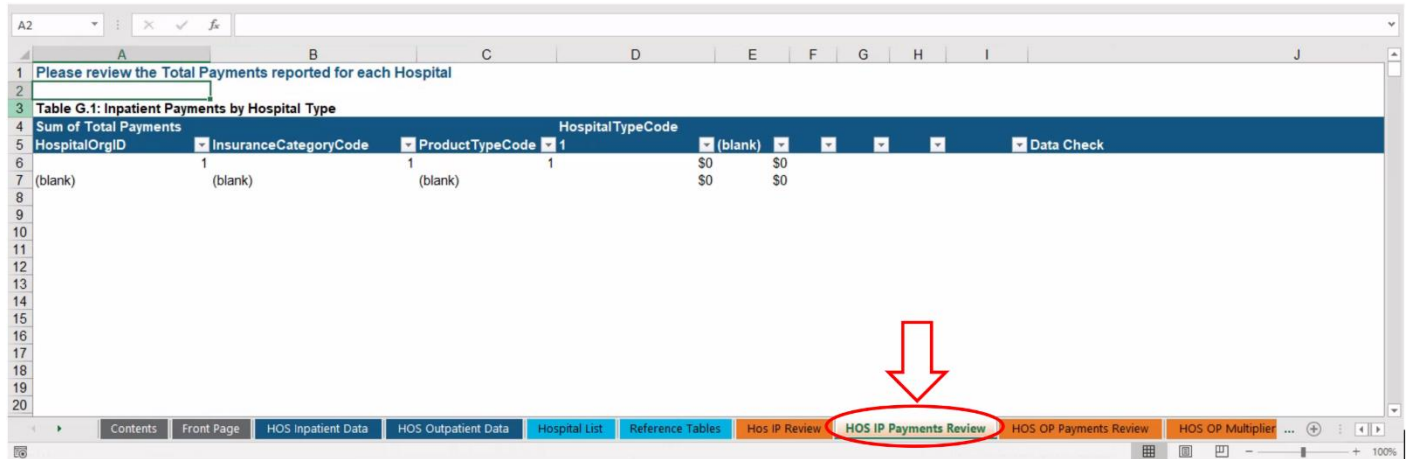 A2 fx
A B C D E F G H I J
1 Please review the Total Payments reported for each Hospital
2
3 Table G.1: Inpatient Payments by Hospital Type
4 Sum of Total Payments HospitalTypeCode
5 HospitalOrgID InsuranceCategoryCode ProductTypeCode 1 (blank) Data Check
6 1 1 1 $0 $0
7 (blank) (blank) (blank) $0 $0
8
9
10
11
12
13
14
15
16
17
18
19
20
Contents Front Page HOS Inpatient Data HOS Outpatient Data Hospital List Reference Tables Hos IP Review HOS IP Payments Review HOS OP Payments Review HOS OP Multiplier ...
100%